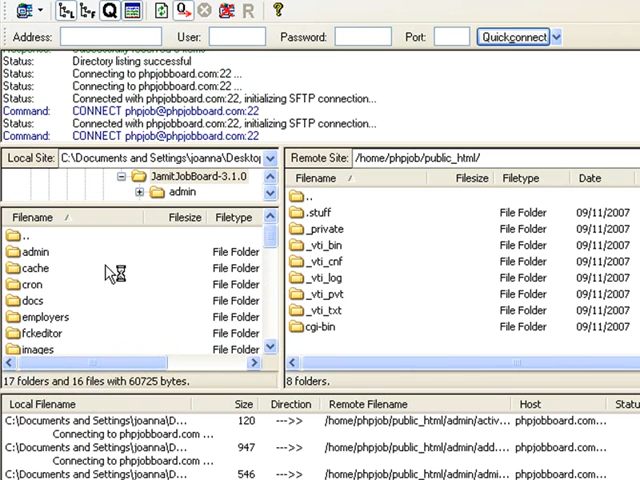 Address: User: Password: Port: Quickconnect
Status: Directory listing successful
Status: Connecting to phpjobboard.com:22 ...
Status: Connecting to phpjobboard.com:22 ...
Status: Connected with phpjobboard.com:22, initializing SFTP connection...
Command: CONNECT phpjob@phpjobboard.com:22
Status: Connected with phpjobboard.com:22, initializing SFTP connection...
Command: CONNECT phpjob@phpjobboard.com:22
Local Site: C:\Documents and Settings\joanna\Desktop
JamitJobBoard-3.1.0
admin
Filename / Filesize Filetype
..
admin File Folder
cache File Folder
cron File Folder
docs File Folder
employers File Folder
fckeditor File Folder
images File Folder
17 folders and 16 files with 60725 bytes.
Remote Site: /home/phpjob/public_html/
Filename / Filesize Filetype Date
..
.stuff File Folder 09/11/2007
_private File Folder 09/11/2007
_vti_bin File Folder 09/11/2007
_vti_cnf File Folder 09/11/2007
_vti_log File Folder 09/11/2007
_vti_pvt File Folder 09/11/2007
_vti_txt File Folder 09/11/2007
cgi-bin File Folder 09/11/2007
8 folders.
Local Filename Size Direction Remote Filename Host Statu
C:\Documents and Settings\joanna\D... 120 --->> /home/phpjob/public_html/admin/activ... phpjobboard.com...
Connecting to phpjobboard.com ...
C:\Documents and Settings\joanna\D... 947 --->> /home/phpjob/public_html/admin/add.... phpjobboard.com...
Connecting to phpjobboard.com ...
C:\Documents and Settings\joanna\D... 546 --->> /home/phpjob/public_html/admin/admi... phpjobboard.com...